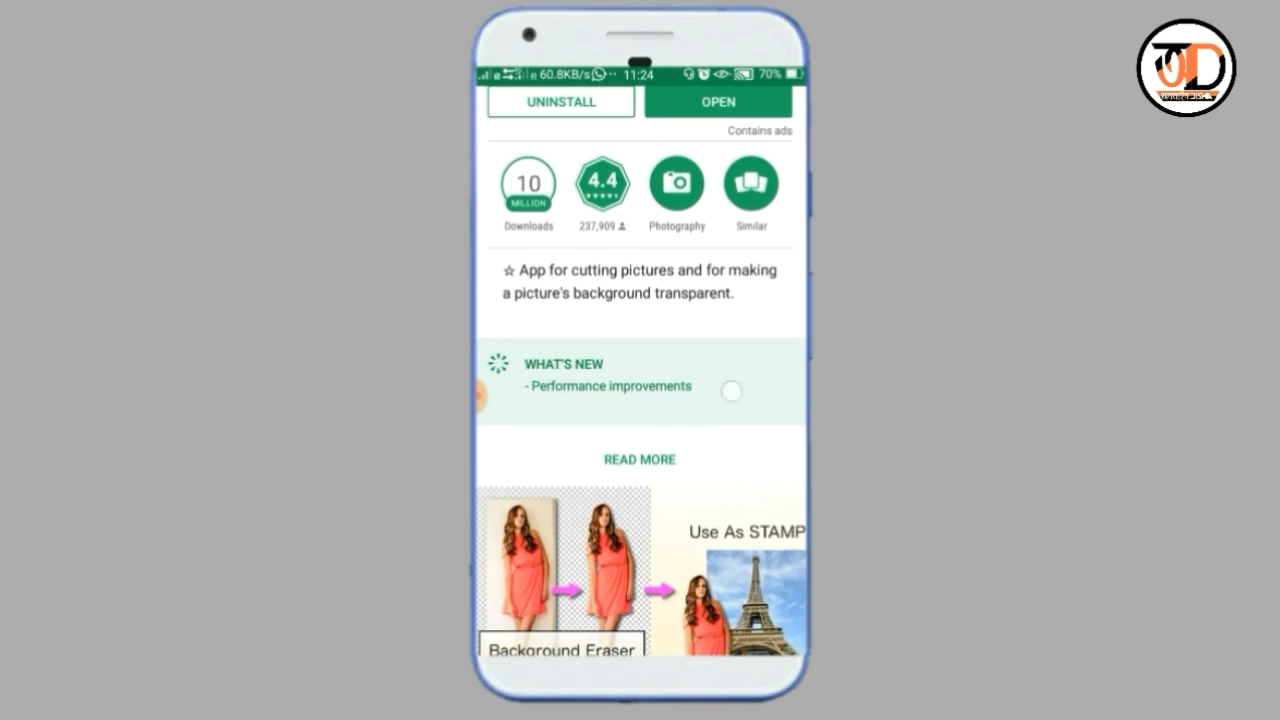 60.8KB/s 11:24 70%
UNINSTALL OPEN
Contains ads
10 MILLION 4.4
Downloads 237,909 Photography Similar
☆ App for cutting pictures and for making
a picture's background transparent.
WHAT'S NEW
- Performance improvements
READ MORE
Use As STAMP
Background Eraser